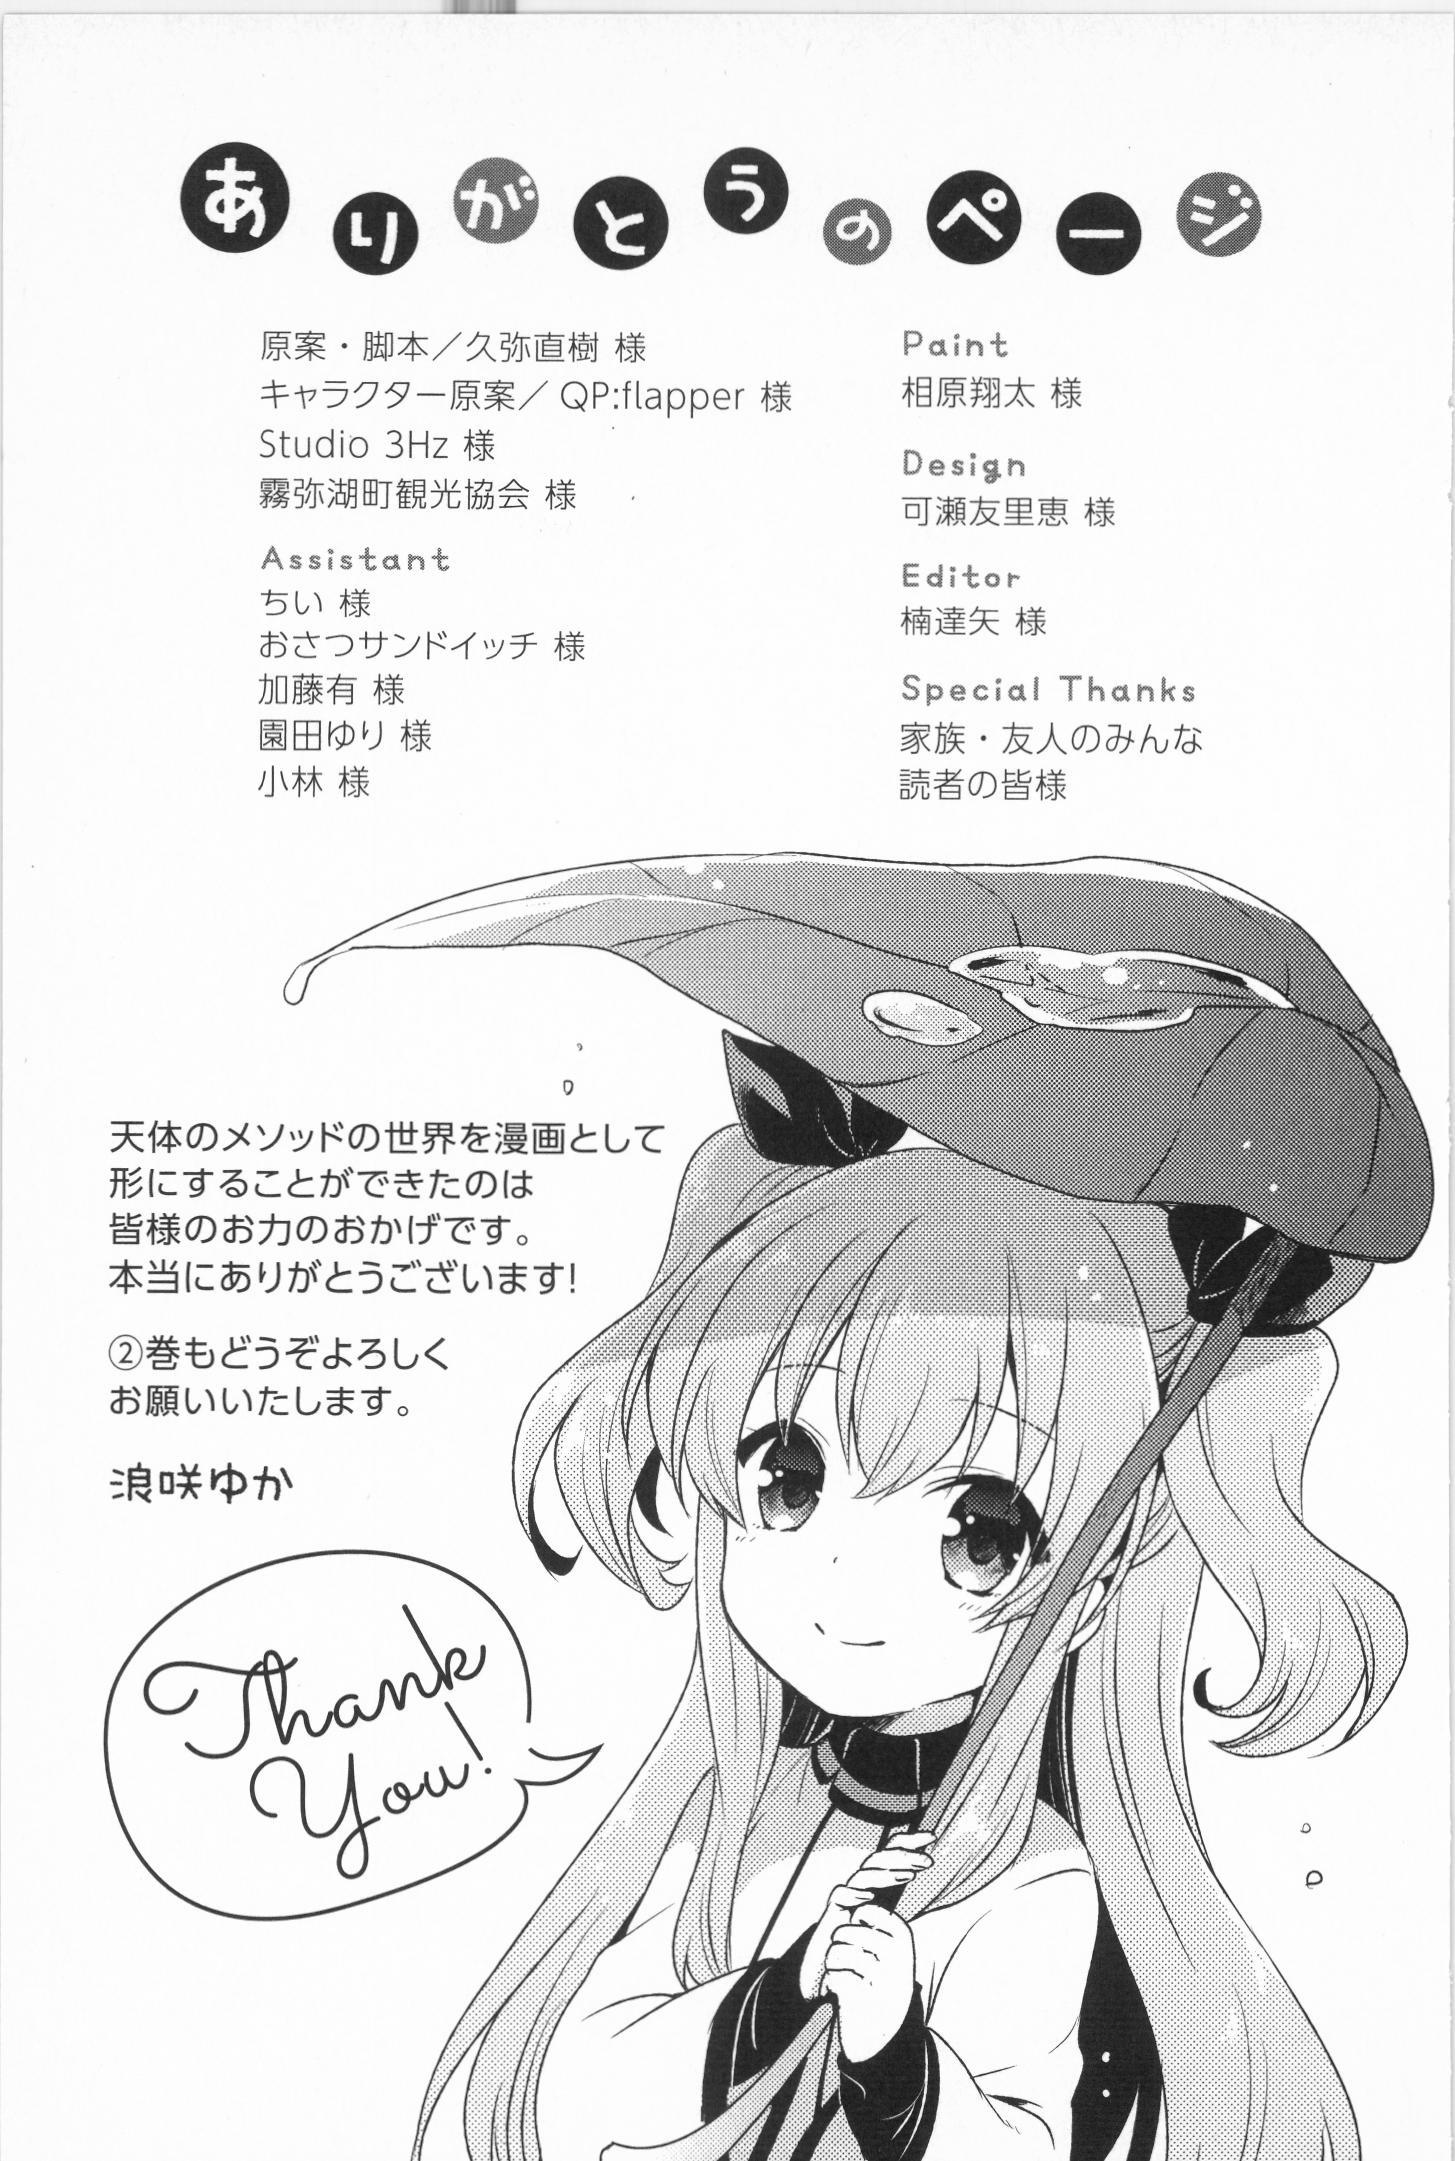 ありがとうのページ
原案・脚本／久弥直樹 様
キャラクター原案／QP:flapper 様
Studio 3Hz 様
霧弥湖町観光協会 様
Assistant
ちい 様
おさつサンドイッチ 様
加藤有 様
園田ゆり 様
小林 様
Paint
相原翔太 様
Design
可瀬友里恵 様
Editor
楠達矢 様
Special Thanks
家族・友人のみんな
読者の皆様
天体のメソッドの世界を漫画として
形にすることができたのは
皆様のお力のおかげです。
本当にありがとうございます!
②巻もどうぞよろしく
お願いいたします。
浪咲ゆか
Thank
You!